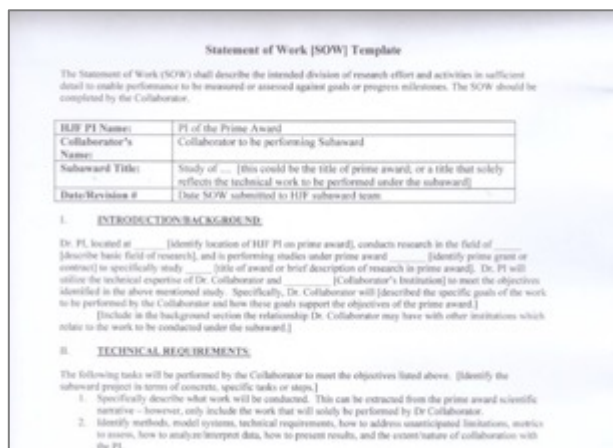 Statement of Work [SOW] Template
The Statement of Work (SOW) shall describe the intended division of research effort and activities in sufficient
detail to enable performance to be measured or assessed against goals or progress milestones. The SOW should be
completed by the Collaborator.
HJF PI Name: PI of the Prime Award
Collaborator's Name: Collaborator to be performing Subaward
Subaward Title: Study of ... [this could be the title of prime award; or a title that solely
reflects the technical work to be performed under the subaward]
Date/Revision # Date SOW submitted to HJF subaward team
I. INTRODUCTION/BACKGROUND:
Dr. PI, located at ______ [identify location of HJF PI on prime award], conducts research in the field of _____
[describe basic field of research], and is performing studies under prime award ______ [identify prime grant or
contract] to specifically study _____ [title of award or brief description of research in prime award]. Dr. PI will
utilize the technical expertise of Dr. Collaborator and ________ [Collaborator's Institution] to meet the objectives
identified in the above mentioned study. Specifically, Dr. Collaborator will [described the specific goals of the work
to be performed by the Collaborator and how these goals support the objectives of the prime award.]
[Include in the background section the relationship Dr. Collaborator may have with other institutions which
relate to the work to be conducted under the subaward.]
II. TECHNICAL REQUIREMENTS:
The following tasks will be performed by the Collaborator to meet the objectives listed above. [Identify the
subaward project in terms of concrete, specific tasks or steps.]
1. Specifically describe what work will be conducted. This can be extracted from the prime award scientific
narrative – however, only include the work that will solely be performed by Dr Collaborator.
2. Identify methods, model systems, technical requirements, how to address unanticipated limitations, metrics
to assess, how to analyze/interpret data, how to present results, and the extent/nature of collaboration with
the PI.